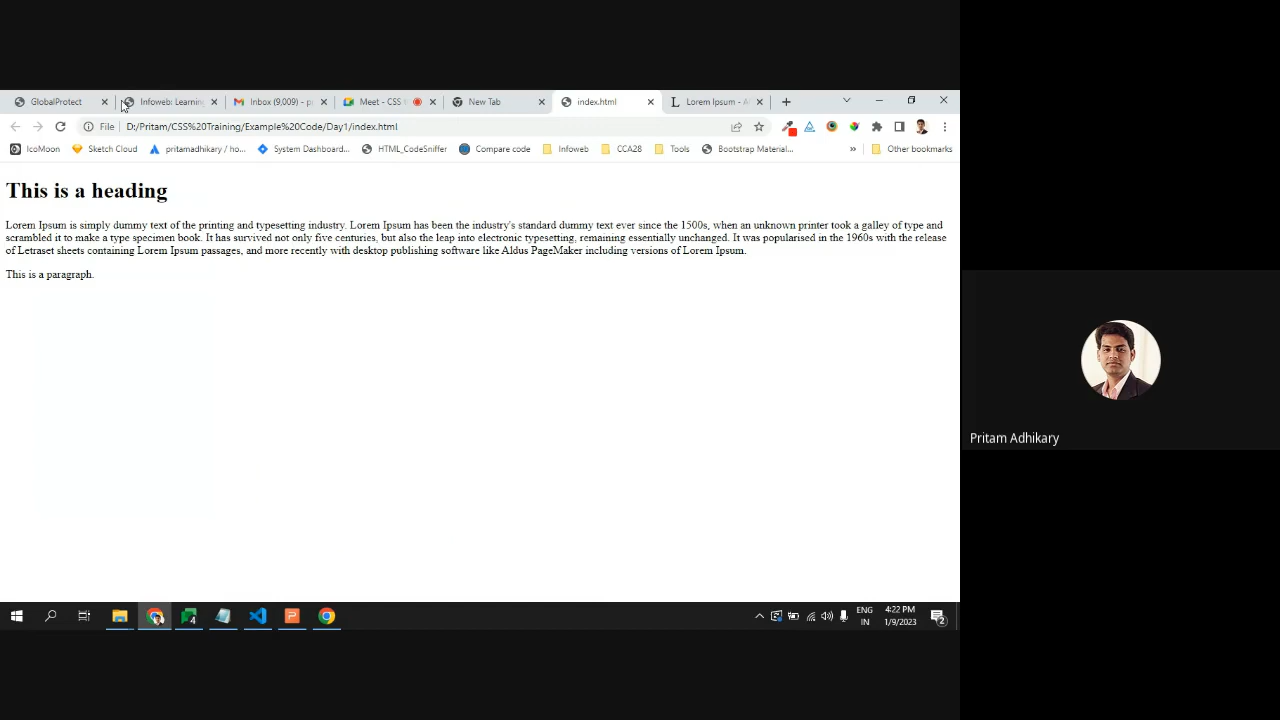 GlobalProtect
Infoweb: Learning
Inbox (9,009) - p
Meet - CSS
New Tab
index.html
Lorem Ipsum - A
File
D:/Pritam/CSS%20Training/Example%20Code/Day1/index.html
IcoMoon
Sketch Cloud
pritamadhikary / ho...
System Dashboard...
HTML_CodeSniffer
Compare code
Infoweb
CCA28
Tools
Bootstrap Material...
»
Other bookmarks
This is a heading
Lorem Ipsum is simply dummy text of the printing and typesetting industry. Lorem Ipsum has been the industry's standard dummy text ever since the 1500s, when an unknown printer took a galley of type and
scrambled it to make a type specimen book. It has survived not only five centuries, but also the leap into electronic typesetting, remaining essentially unchanged. It was popularised in the 1960s with the release
of Letraset sheets containing Lorem Ipsum passages, and more recently with desktop publishing software like Aldus PageMaker including versions of Lorem Ipsum.
This is a paragraph.
Pritam Adhikary
ENG
IN
4:22 PM
1/9/2023
2